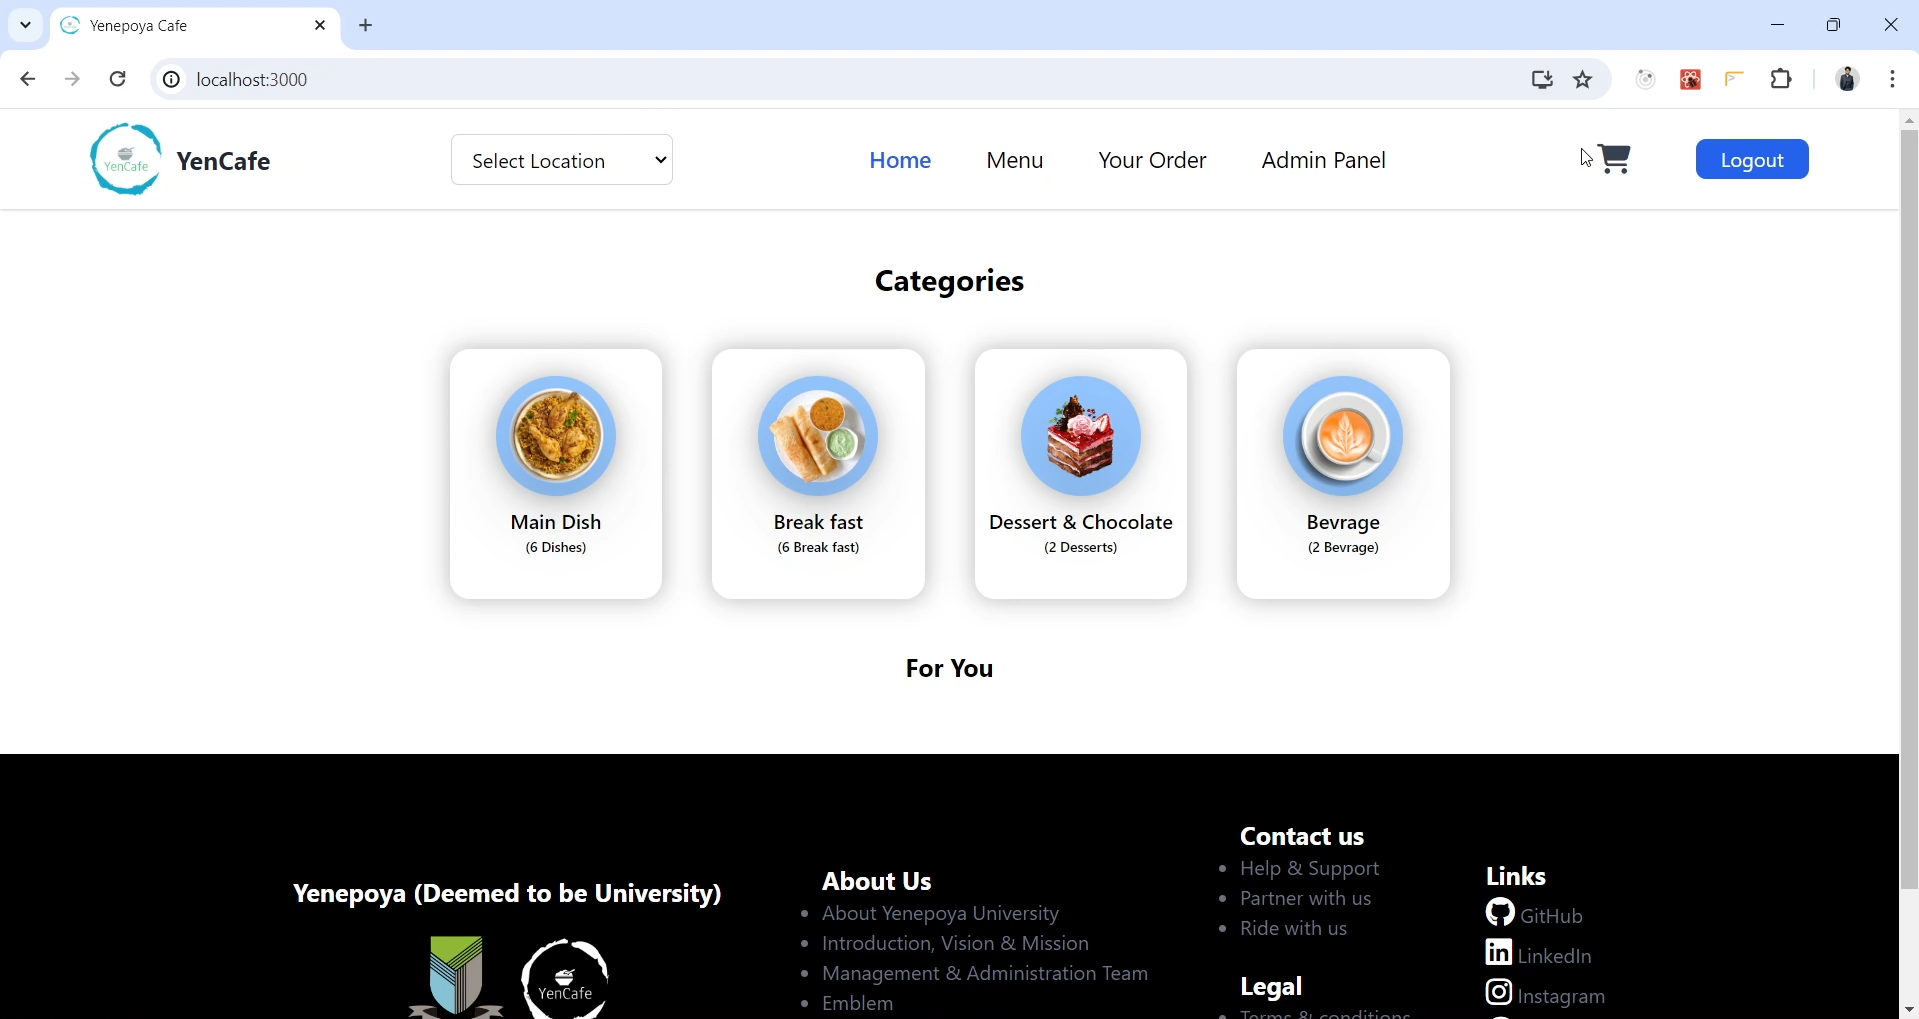 Yenepoya Cafe
localhost:3000
YenCafe
YenCafe
Select Location
Home
Menu
Your Order
Admin Panel
Logout
Categories
Main Dish
(6 Dishes)
Break fast
(6 Break fast)
Dessert & Chocolate
(2 Desserts)
Bevrage
(2 Bevrage)
For You
Yenepoya (Deemed to be University)
YenCafe
About Us
About Yenepoya University
Introduction, Vision & Mission
Management & Administration Team
Emblem
Contact us
Help & Support
Partner with us
Ride with us
Legal
Terms & conditions
Links
GitHub
LinkedIn
Instagram